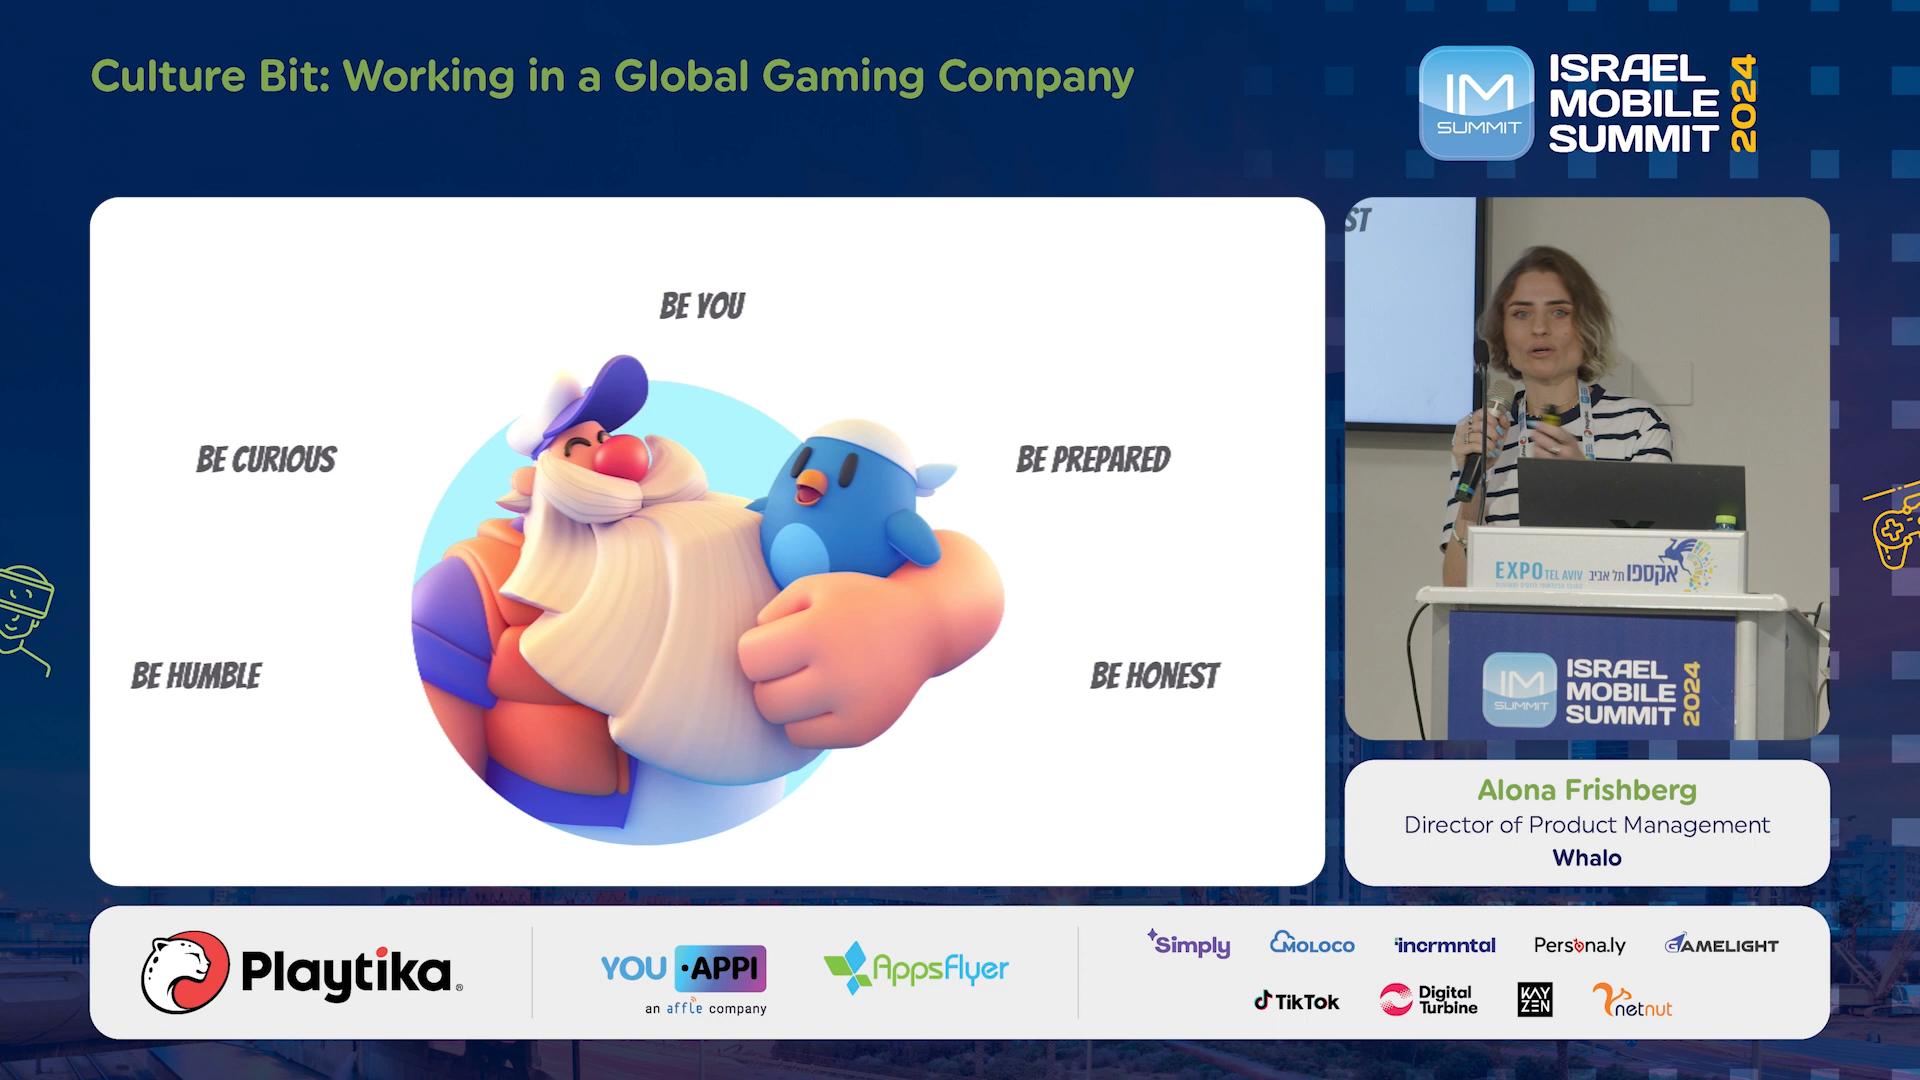 Culture Bit: Working in a Global Gaming Company
IM
SUMMIT
ISRAEL
MOBILE
SUMMIT
2024
BE YOU
BE CURIOUS
BE PREPARED
BE HUMBLE
BE HONEST
ST
EXPO TEL AVIV אקספו תל אביב
IM
SUMMIT
ISRAEL
MOBILE
SUMMIT
2024
Alona Frishberg
Director of Product Management
Whalo
Playtika
YOU•APPI
an affle company
AppsFlyer
Simply
MOLOCO
incrmntal
Persona.ly
GAMELIGHT
TikTok
Digital
Turbine
KAY
ZEN
netnut